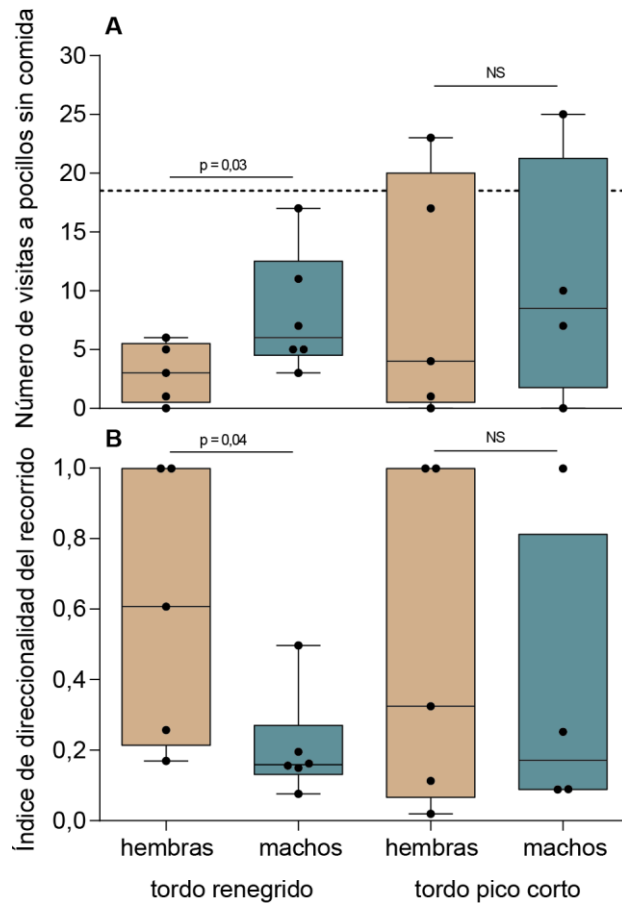 A
Número de visitas a pocillos sin comida
30
25
20
15
10
5
0
p = 0,03
NS
B
Índice de direccionalidad del recorrido
1,0
0,8
0,6
0,4
0,2
0,0
p = 0,04
NS
hembras machos hembras machos
tordo renegrido tordo pico corto